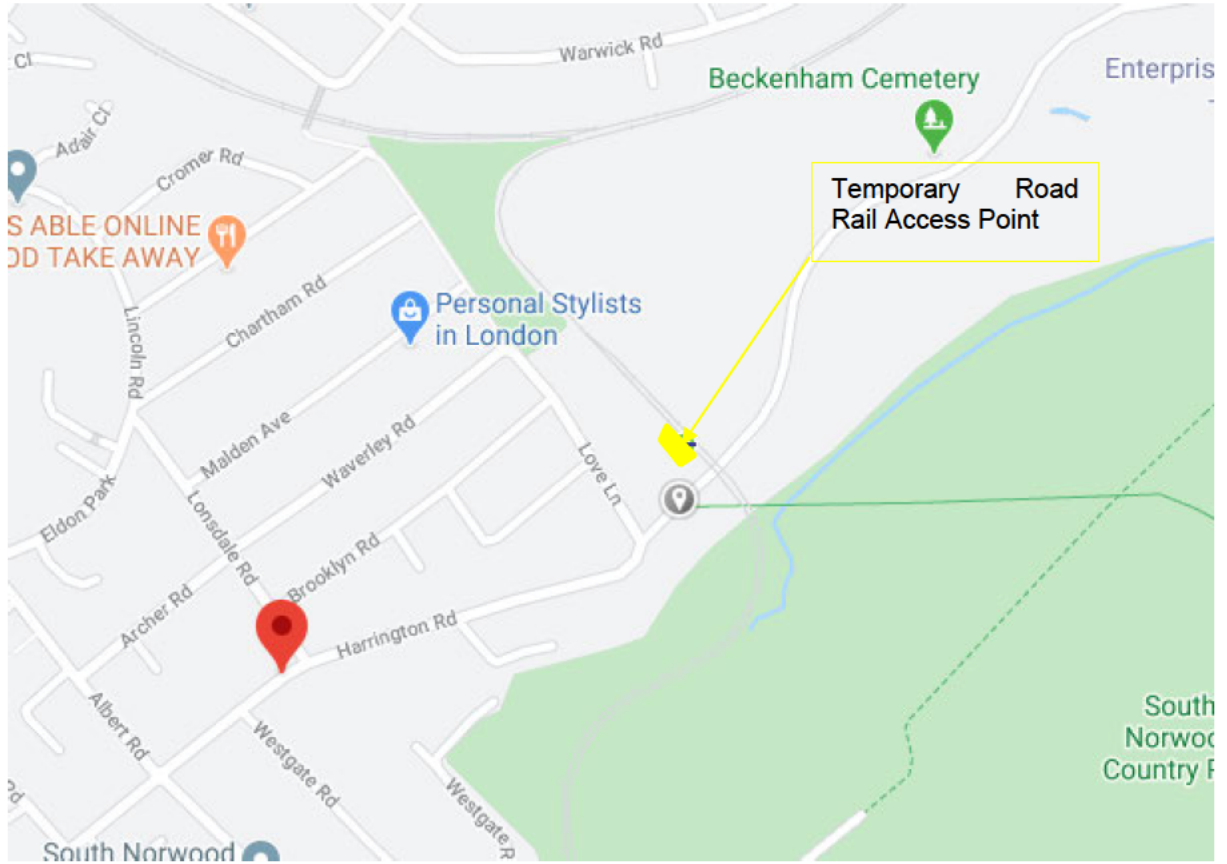 Warwick Rd
Beckenham Cemetery
Enterpris
Cl
Adair Cl
Cromer Rd
Temporary Road
Rail Access Point
S ABLE ONLINE
OD TAKE AWAY
Chartham Rd
Personal Stylists
in London
Lincoln Rd
Malden Ave
Waverley Rd
Love Ln
Eldon Park
Lonsdale Rd
Brooklyn Rd
Archer Rd
Harrington Rd
Albert Rd
Westgate Rd
South
Norwoo
Country P
Westgate R
Rd
South Norwood